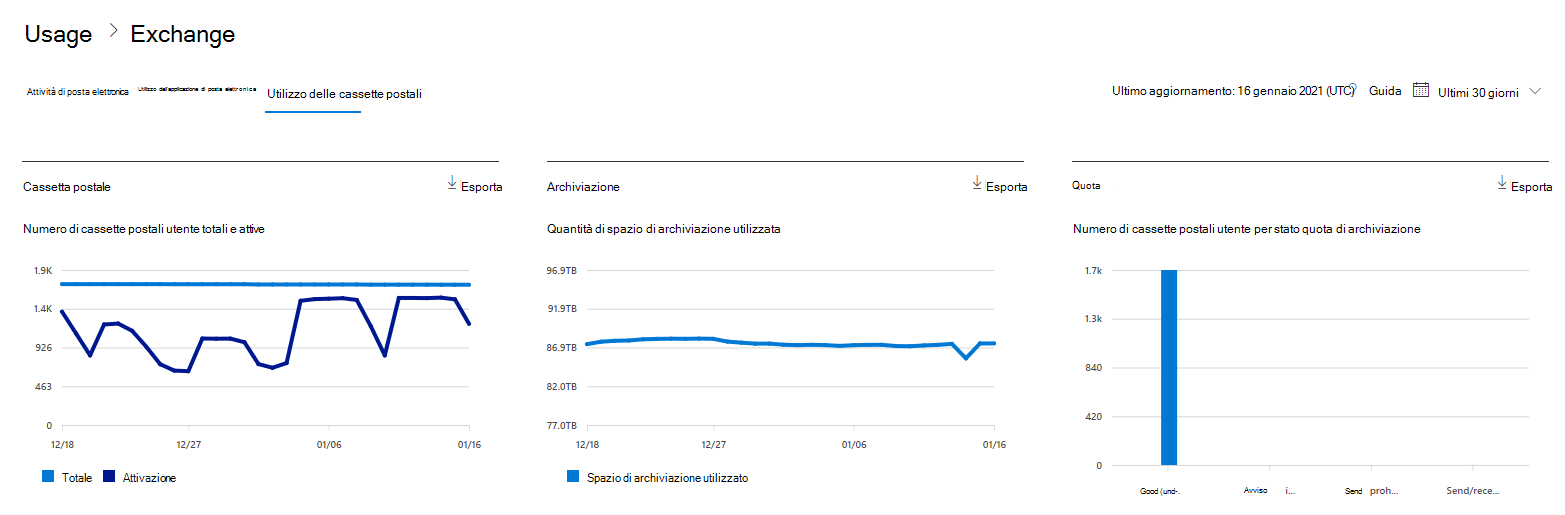 Usage > Exchange
Attività di posta elettronica Utilizzo dell'applicazione di posta elettronica Utilizzo delle cassette postali Ultimo aggiornamento: 16 gennaio 2021 (UTC) Guida Ultimi 30 giorni
Cassetta postale Esporta
Numero di cassette postali utente totali e attive
1.9K
1.4K
926
463
0
12/18 12/27 01/06 01/16
Totale Attivazione
Archiviazione Esporta
Quantità di spazio di archiviazione utilizzata
96.9TB
91.9TB
86.9TB
82.0TB
77.0TB
12/18 12/27 01/06 01/16
Spazio di archiviazione utilizzato
Quota Esporta
Numero di cassette postali utente per stato quota di archiviazione
1.7k
1.3k
840
420
0
Good (und-. Avviso i... Send proh... Send/rece...